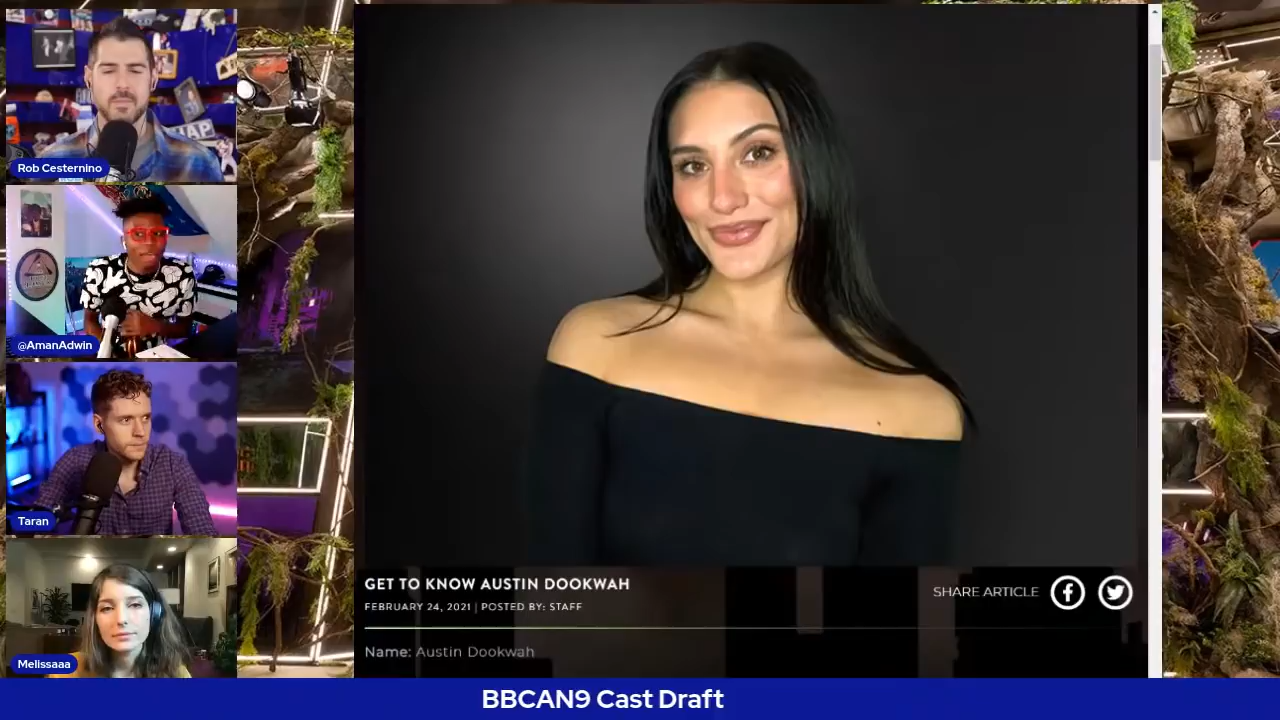 Rob Cesternino
@AmanAdwin
Taran
Melissaaa
GET TO KNOW AUSTIN DOOKWAH
FEBRUARY 24, 2021 | POSTED BY: STAFF
SHARE ARTICLE
Name: Austin Dookwah
BBCAN9 Cast Draft